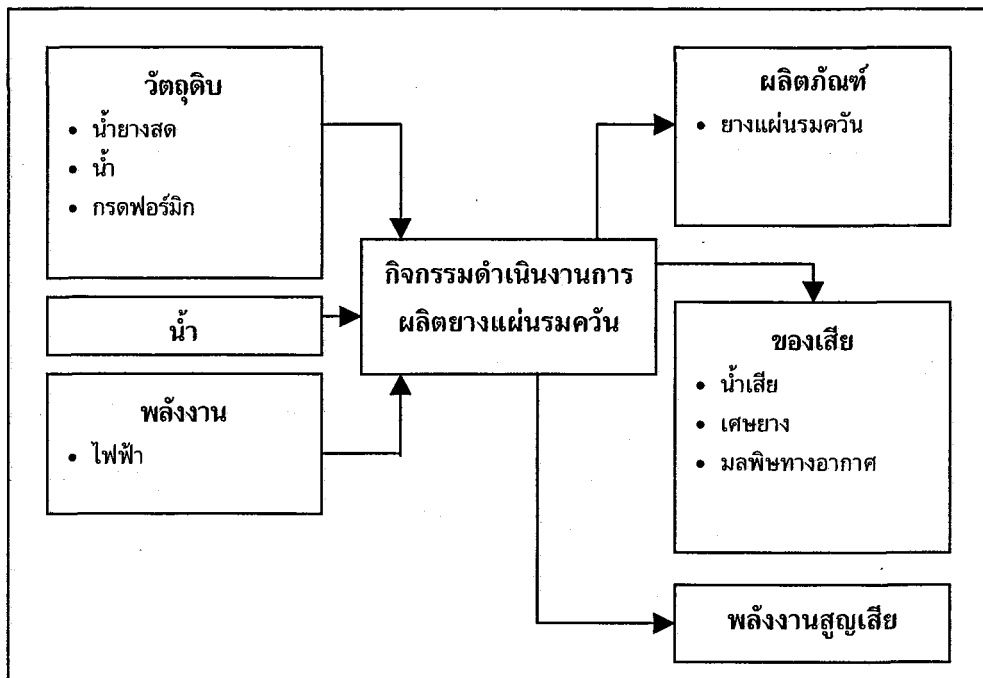 วัตถุดิบ
• น้ำยางสด
• น้ำ
• กรดฟอร์มิก
น้ำ
พลังงาน
• ไฟฟ้า
กิจกรรมดำเนินงานการ
ผลิตยางแผ่นรมควัน
ผลิตภัณฑ์
• ยางแผ่นรมควัน
ของเสีย
• น้ำเสีย
• เศษยาง
• มลพิษทางอากาศ
พลังงานสูญเสีย